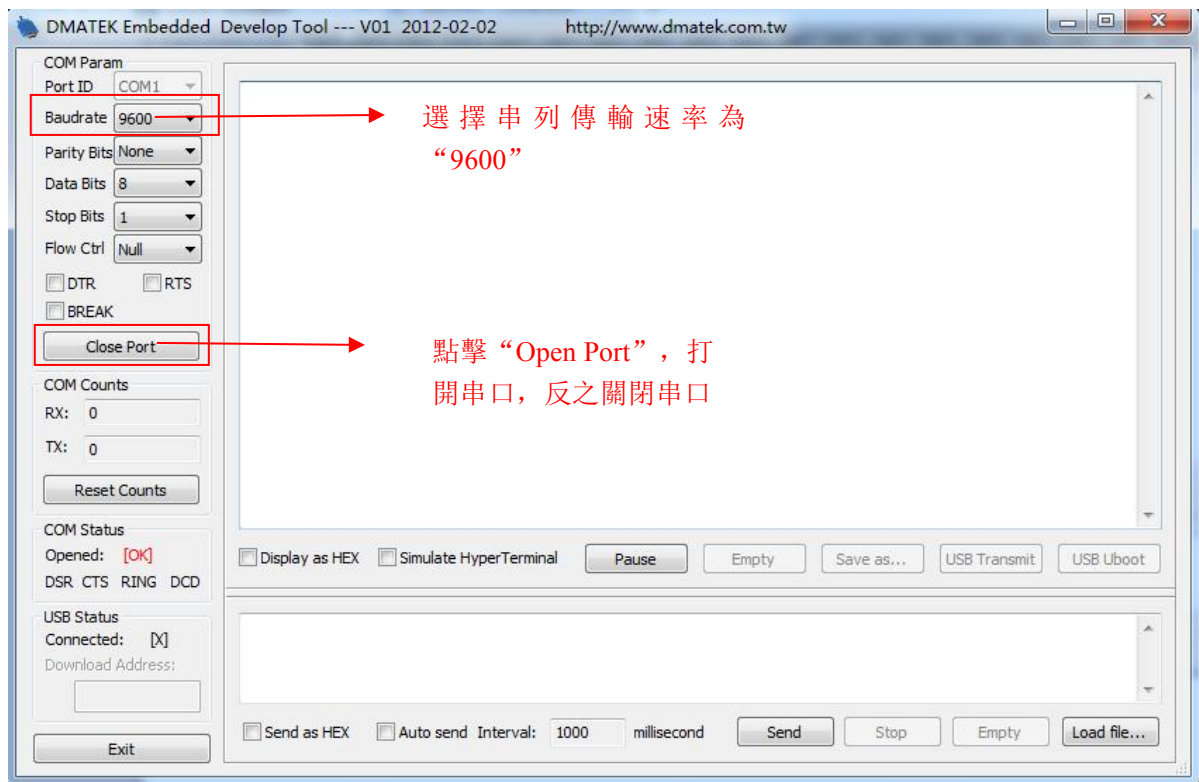 DMATEK Embedded Develop Tool --- V01 2012-02-02 http://www.dmatek.com.tw
COM Param
Port ID COM1
Baudrate 9600
Parity Bits None
Data Bits 8
Stop Bits 1
Flow Ctrl Null
DTR RTS
BREAK
Close Port
COM Counts
RX: 0
TX: 0
Reset Counts
COM Status
Opened: [OK]
DSR CTS RING DCD
USB Status
Connected: [X]
Download Address:
Exit
選擇串列傳輸速率為
“9600”
點擊“Open Port”，打
開串口，反之關閉串口
Display as HEX Simulate HyperTerminal Pause Empty Save as... USB Transmit USB Uboot
Send as HEX Auto send Interval: 1000 millisecond Send Stop Empty Load file...